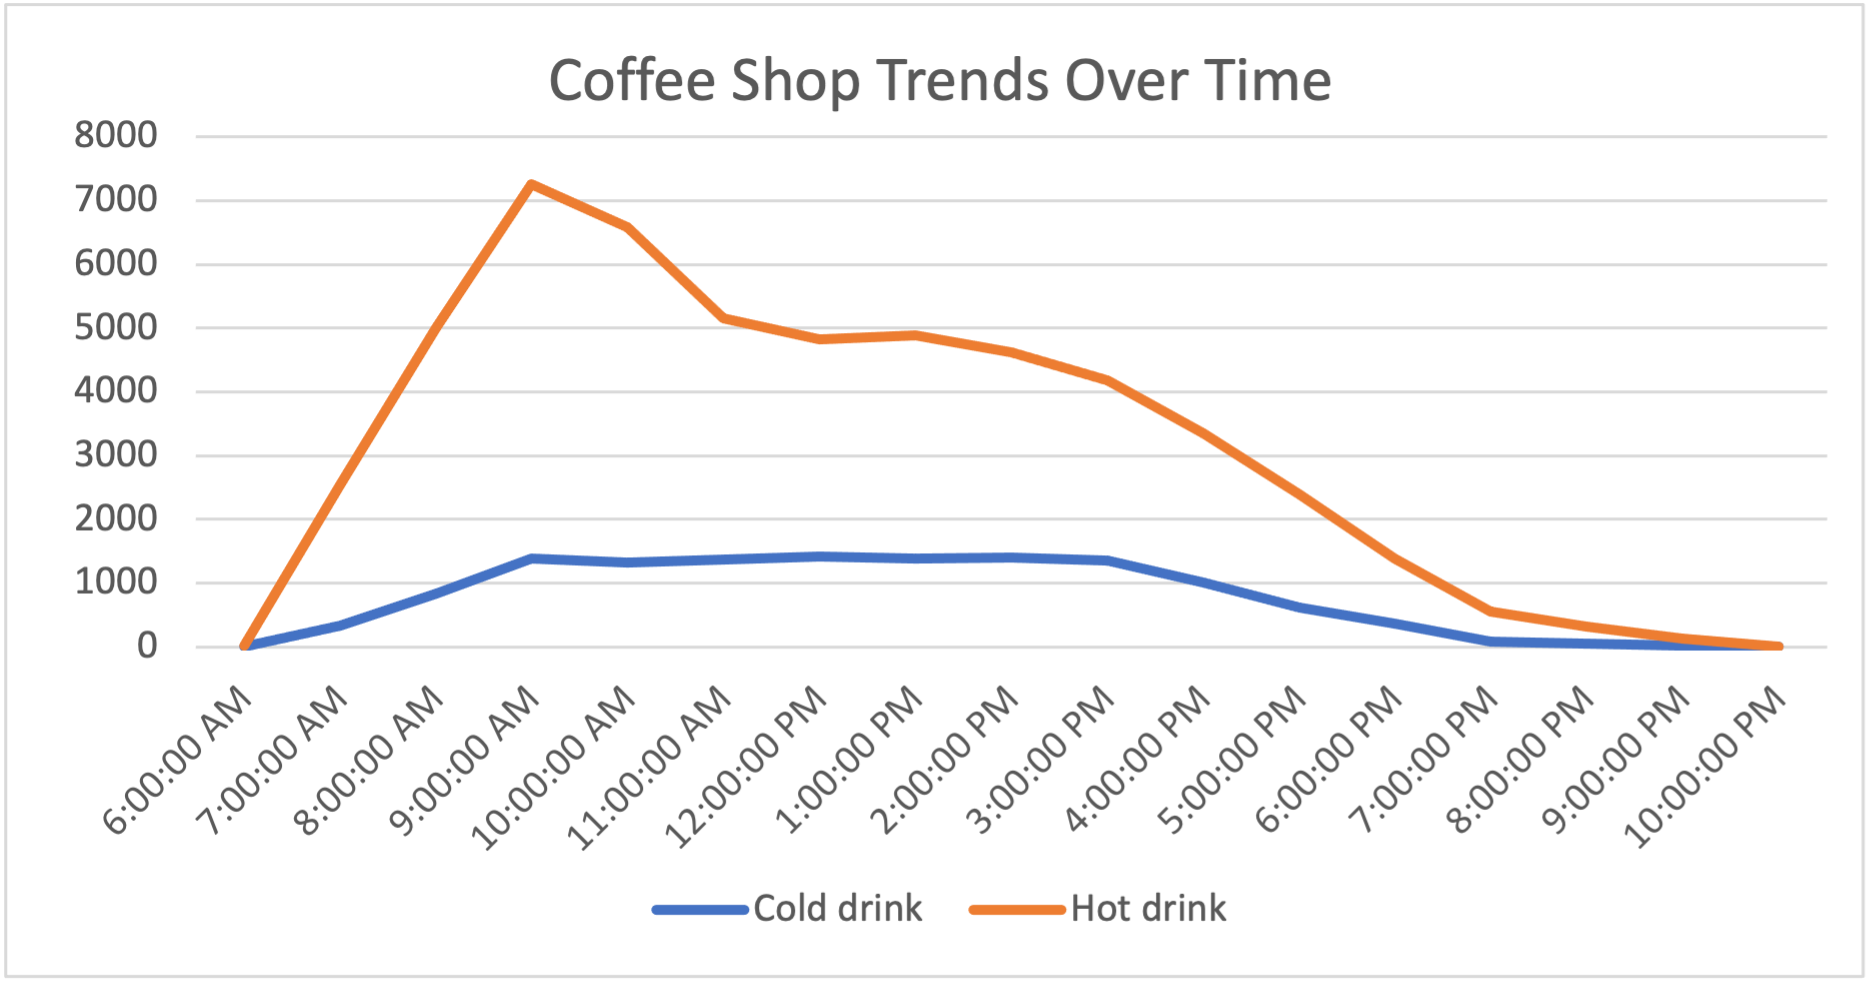 Coffee Shop Trends Over Time
8000
7000
6000
5000
4000
3000
2000
1000
0
6:00:00 AM
7:00:00 AM
8:00:00 AM
9:00:00 AM
10:00:00 AM
11:00:00 AM
12:00:00 PM
1:00:00 PM
2:00:00 PM
3:00:00 PM
4:00:00 PM
5:00:00 PM
6:00:00 PM
7:00:00 PM
8:00:00 PM
9:00:00 PM
10:00:00 PM
Cold drink Hot drink